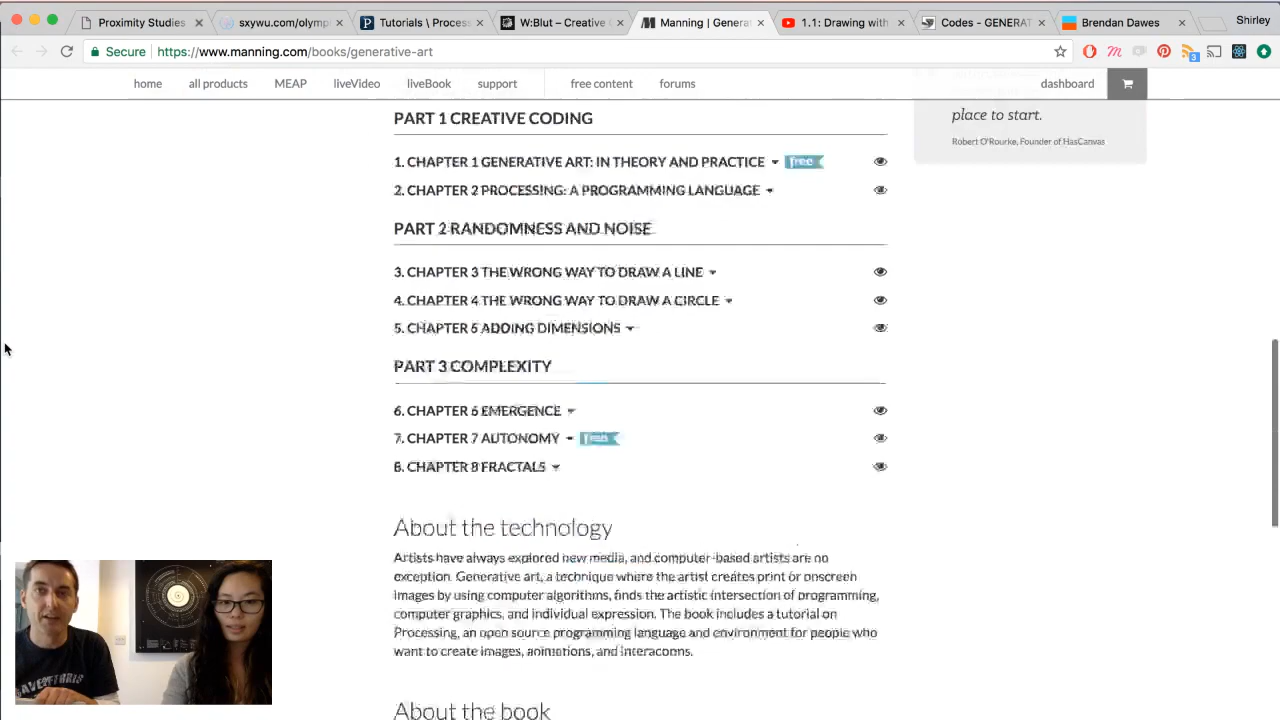 Proximity Studies
sxywu.com/olymp
Tutorials \ Process
W:Blut – Creative
Manning | Genera
1.1: Drawing with
Codes - GENERAT
Brendan Dawes
Shirley
Secure
https://www.manning.com/books/generative-art
3
home
all products
MEAP
liveVideo
liveBook
support
free content
forums
dashboard
place to start.
Robert O'Rourke, Founder of HasCanvas
PART 1 CREATIVE CODING
1. CHAPTER 1 GENERATIVE ART: IN THEORY AND PRACTICE
free
2. CHAPTER 2 PROCESSING: A PROGRAMMING LANGUAGE
PART 2 RANDOMNESS AND NOISE
3. CHAPTER 3 THE WRONG WAY TO DRAW A LINE
4. CHAPTER 4 THE WRONG WAY TO DRAW A CIRCLE
5. CHAPTER 5 ADDING DIMENSIONS
PART 3 COMPLEXITY
6. CHAPTER 6 EMERGENCE
7. CHAPTER 7 AUTONOMY
free
8. CHAPTER 8 FRACTALS
About the technology
Artists have always explored new media, and computer-based artists are no
exception. Generative art, a technique where the artist creates print or onscreen
images by using computer algorithms, finds the artistic intersection of programming,
computer graphics, and individual expression. The book includes a tutorial on
Processing, an open source programming language and environment for people who
want to create images, animations, and interactions.
About the book